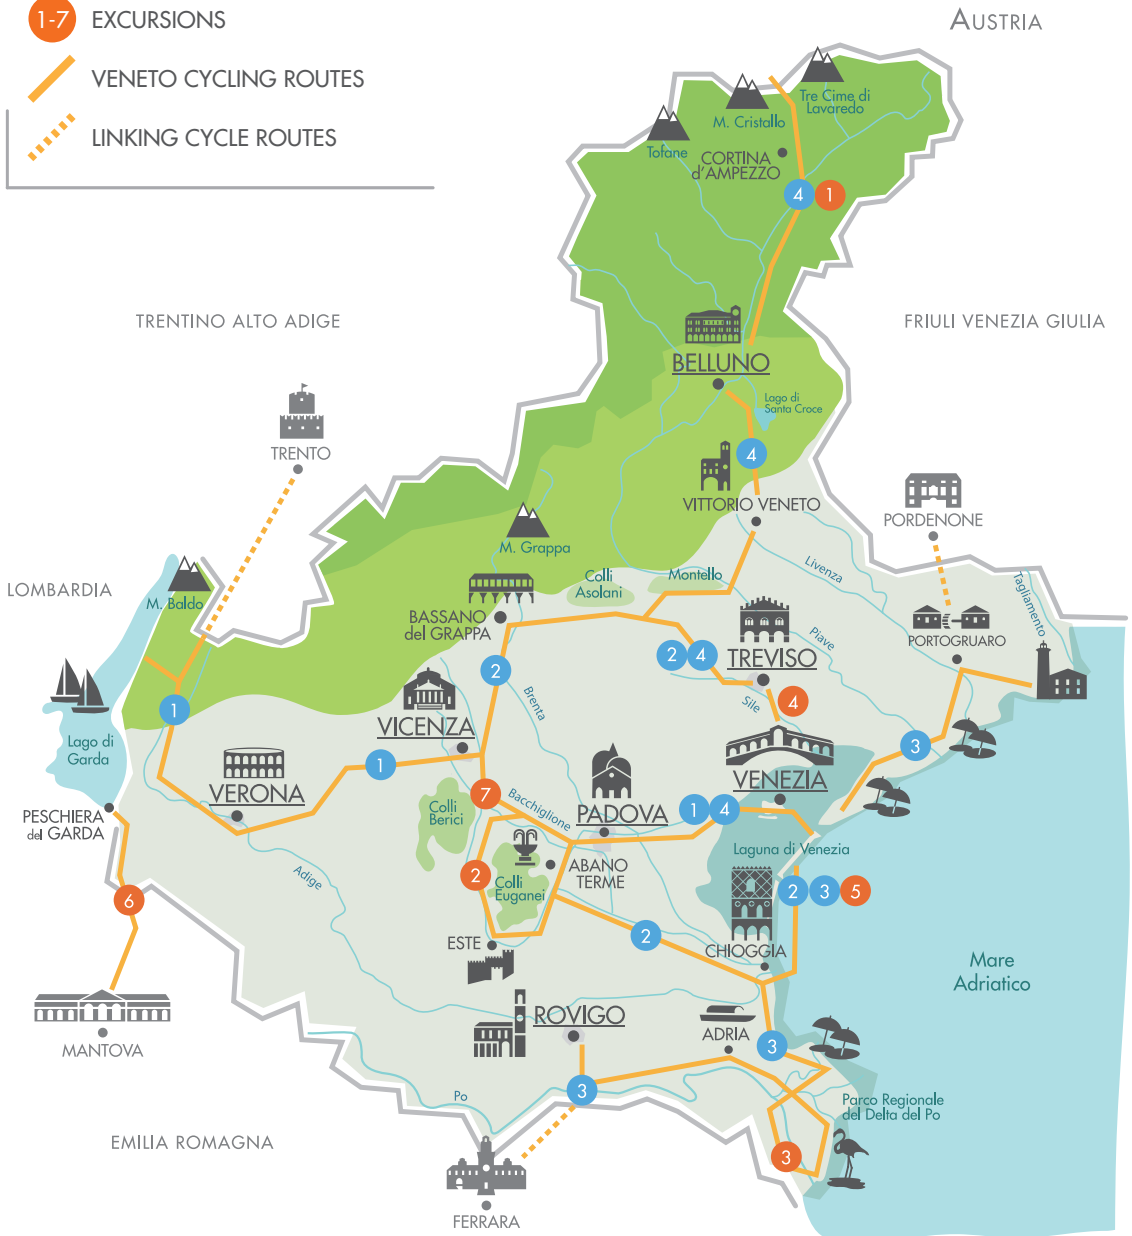 1-7 EXCURSIONS
VENETO CYCLING ROUTES
LINKING CYCLE ROUTES
AUSTRIA
Tre Cime di
Lavaredo
M. Cristallo
Tofane
CORTINA
d'AMPEZZO
4 1
TRENTINO ALTO ADIGE
FRIULI VENEZIA GIULIA
BELLUNO
Lago di
Santa Croce
TRENTO
4
VITTORIO VENETO
PORDENONE
M. Grappa
Livenza
Tagliamento
LOMBARDIA
M. Baldo
Colli
Asolani
Montello
BASSANO
del GRAPPA
Piave
PORTOGRUARO
2
2 4
TREVISO
Brenta
Sile
4
1
VICENZA
3
Lago di
Garda
1
VERONA
VENEZIA
PESCHIERA
del GARDA
7
Colli
Berici
Bacchiglione
PADOVA
1 4
Laguna di Venezia
Adige
2
Colli
Euganei
ABANO
TERME
6
2 3 5
ESTE
2
CHIOGGIA
Mare
Adriatico
MANTOVA
ROVIGO
ADRIA
3
Po
3
Parco Regionale
del Delta del Po
EMILIA ROMAGNA
3
FERRARA